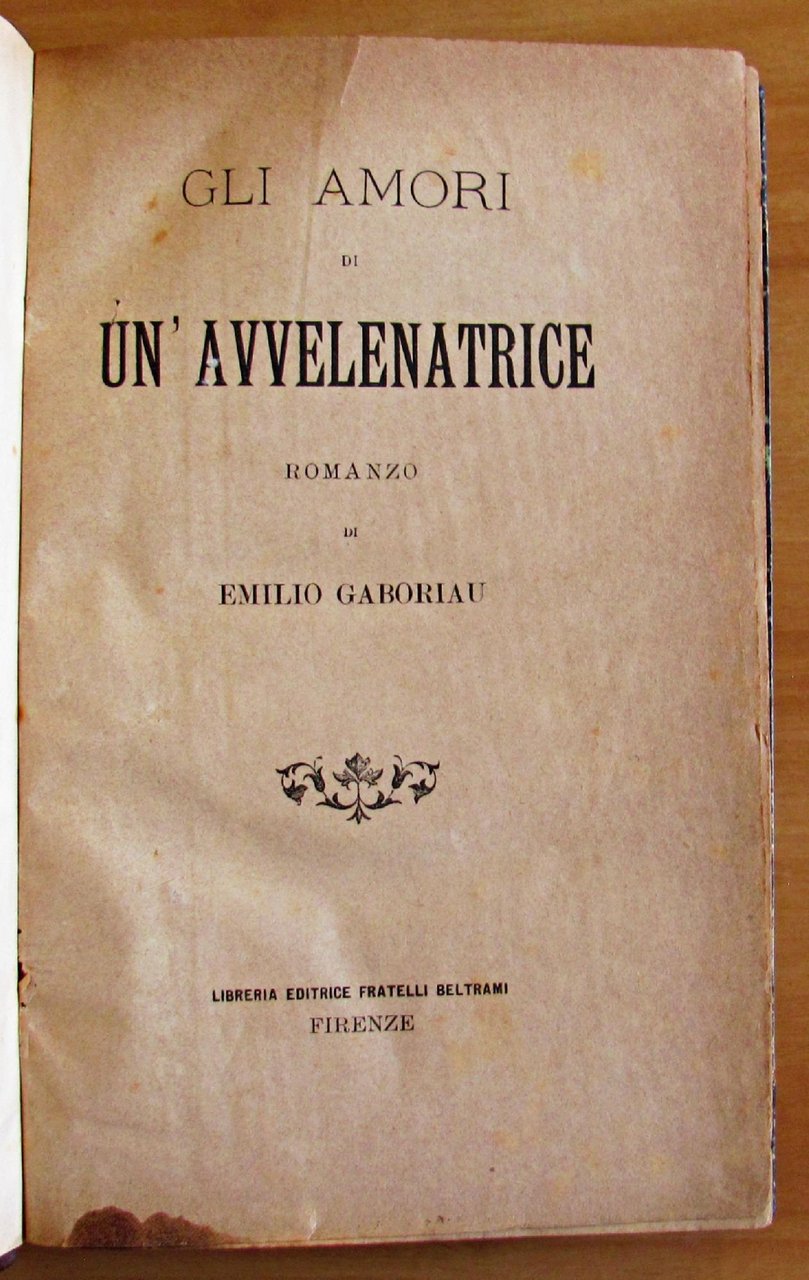 GLI AMORI
DI
UN' AVVELENATRICE
ROMANZO
DI
EMILIO GABORIAU
LIBRERIA EDITRICE FRATELLI BELTRAMI
FIRENZE